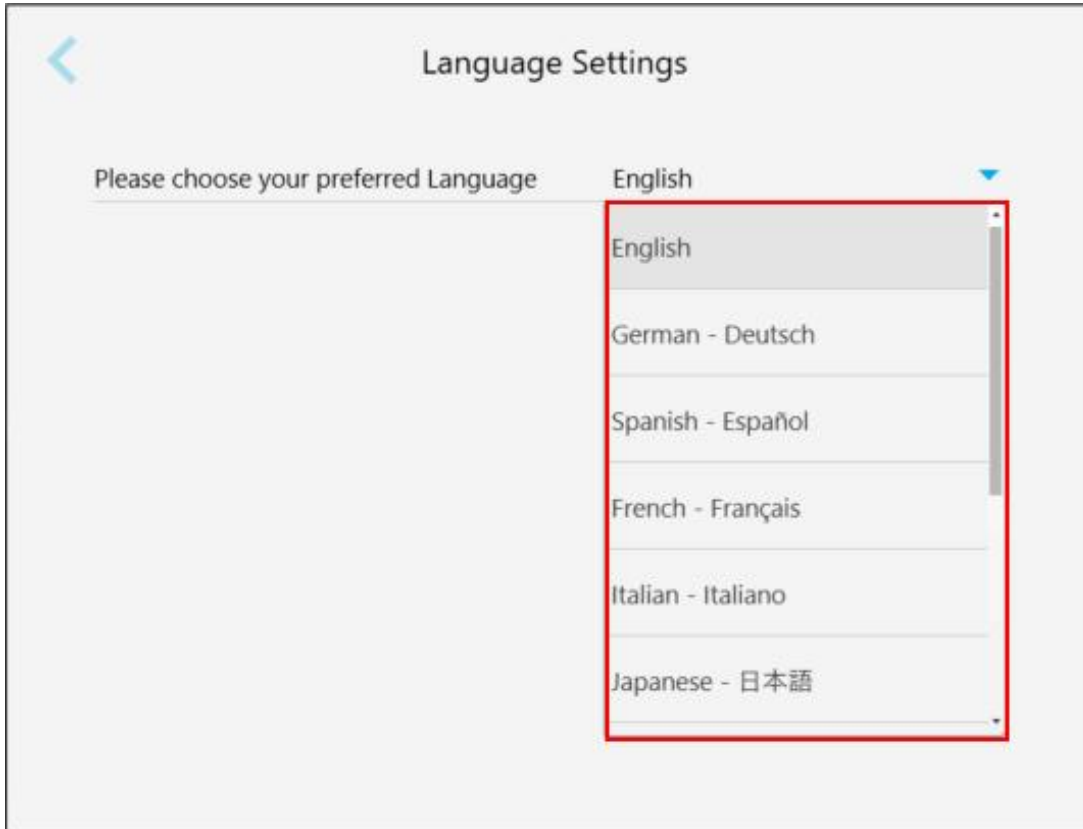 Language Settings
Please choose your preferred Language English
English
German - Deutsch
Spanish - Español
French - Français
Italian - Italiano
Japanese - 日本語